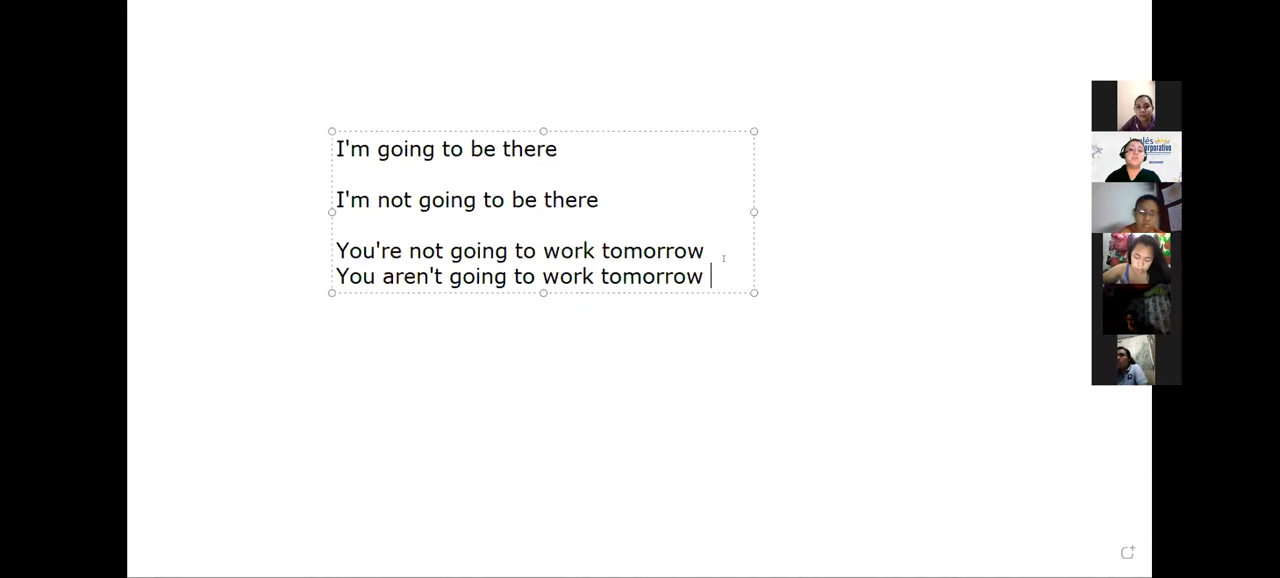 I'm going to be there
I'm not going to be there
You're not going to work tomorrow
You aren't going to work tomorrow
Inglés